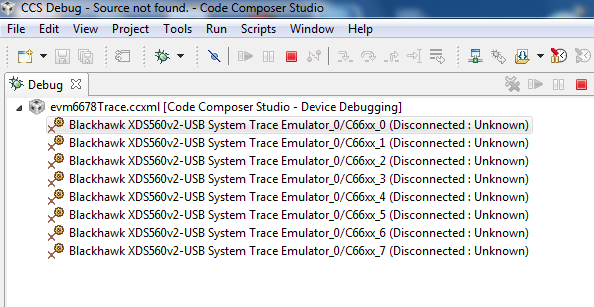 CCS Debug - Source not found. - Code Composer Studio
File Edit View Tools Target Run Scripts Window Help
Debug
evm6678Trace.ccxml [Code Composer Studio - Device Debugging]
Blackhawk XDS560v2-USB System Trace Emulator_0/C66xx_0 (Disconnected : Unknown)
Blackhawk XDS560v2-USB System Trace Emulator_0/C66xx_1 (Disconnected : Unknown)
Blackhawk XDS560v2-USB System Trace Emulator_0/C66xx_2 (Disconnected : Unknown)
Blackhawk XDS560v2-USB System Trace Emulator_0/C66xx_3 (Disconnected : Unknown)
Blackhawk XDS560v2-USB System Trace Emulator_0/C66xx_4 (Disconnected : Unknown)
Blackhawk XDS560v2-USB System Trace Emulator_0/C66xx_5 (Disconnected : Unknown)
Blackhawk XDS560v2-USB System Trace Emulator_0/C66xx_6 (Disconnected : Unknown)
Blackhawk XDS560v2-USB System Trace Emulator_0/C66xx_7 (Disconnected : Unknown)